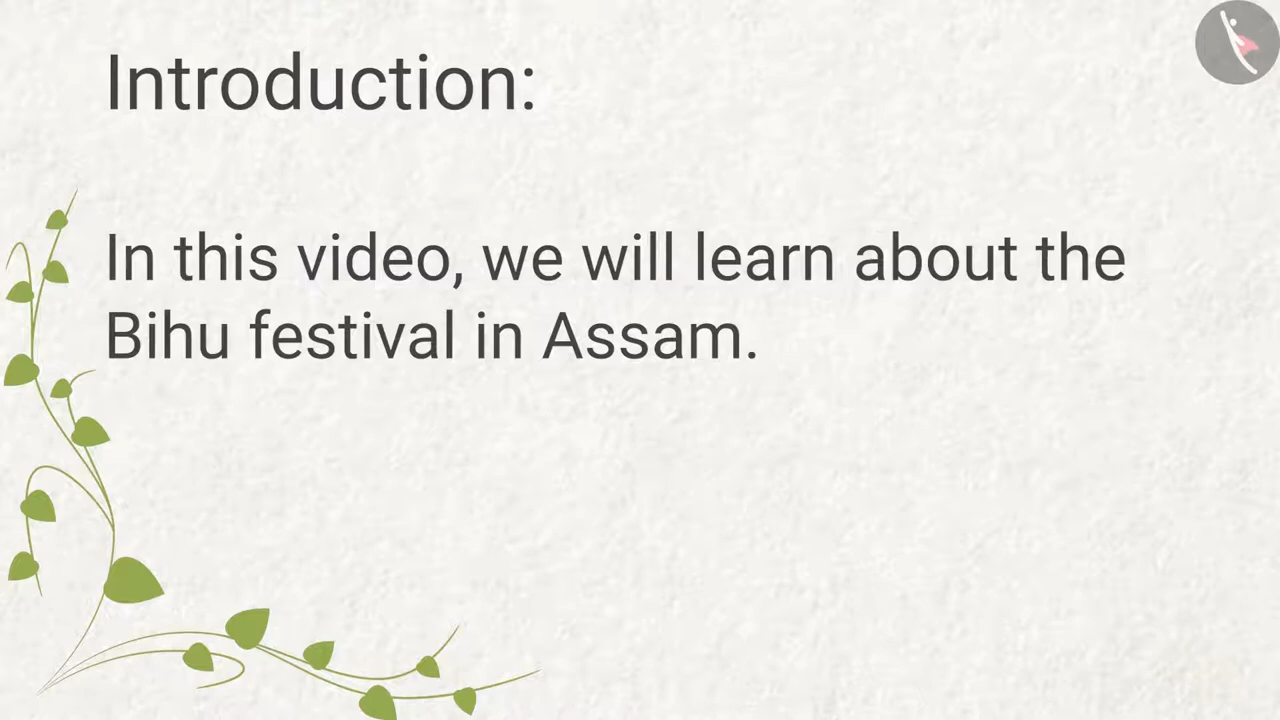 Introduction:
In this video, we will learn about the
Bihu festival in Assam.